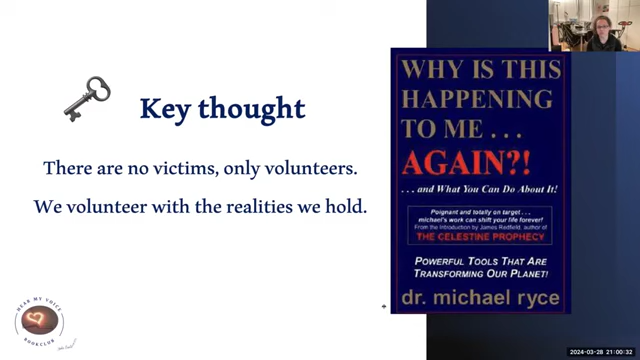 Key thought
There are no victims, only volunteers.
We volunteer with the realities we hold.
WHY IS THIS
HAPPENING
TO ME . . .
AGAIN?!
. . . and What You Can Do About It!
Poignant and totally on target . . .
michael's work can shift your life forever!
From the Introduction by James Redfield, author of
THE CELESTINE PROPHECY
POWERFUL TOOLS THAT ARE
TRANSFORMING OUR PLANET!
dr. michael ryce
HEAR MY VOICE
BOOKCLUB
2024-03-28 21:00:32